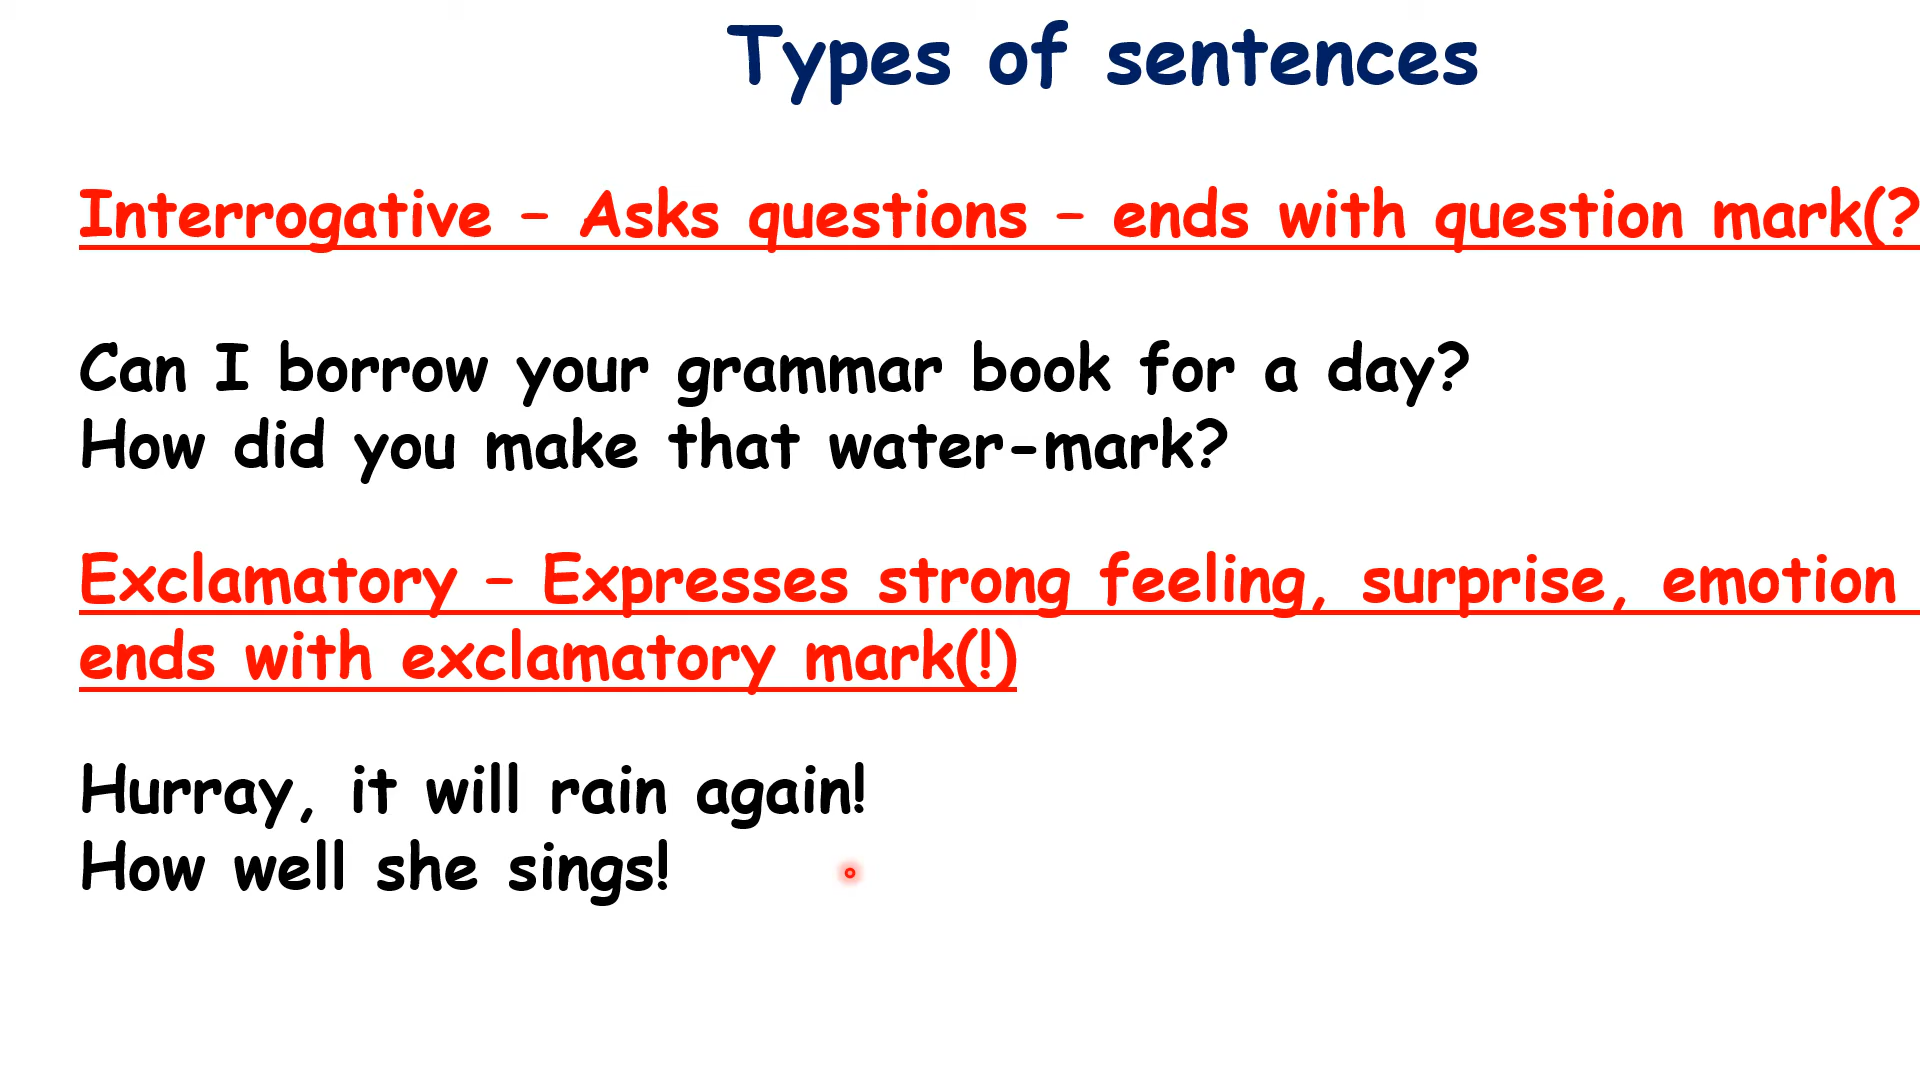 Types of sentences
Interrogative – Asks questions – ends with question mark(?
Can I borrow your grammar book for a day?
How did you make that water-mark?
Exclamatory – Expresses strong feeling, surprise, emotion
ends with exclamatory mark(!)
Hurray, it will rain again!
How well she sings!